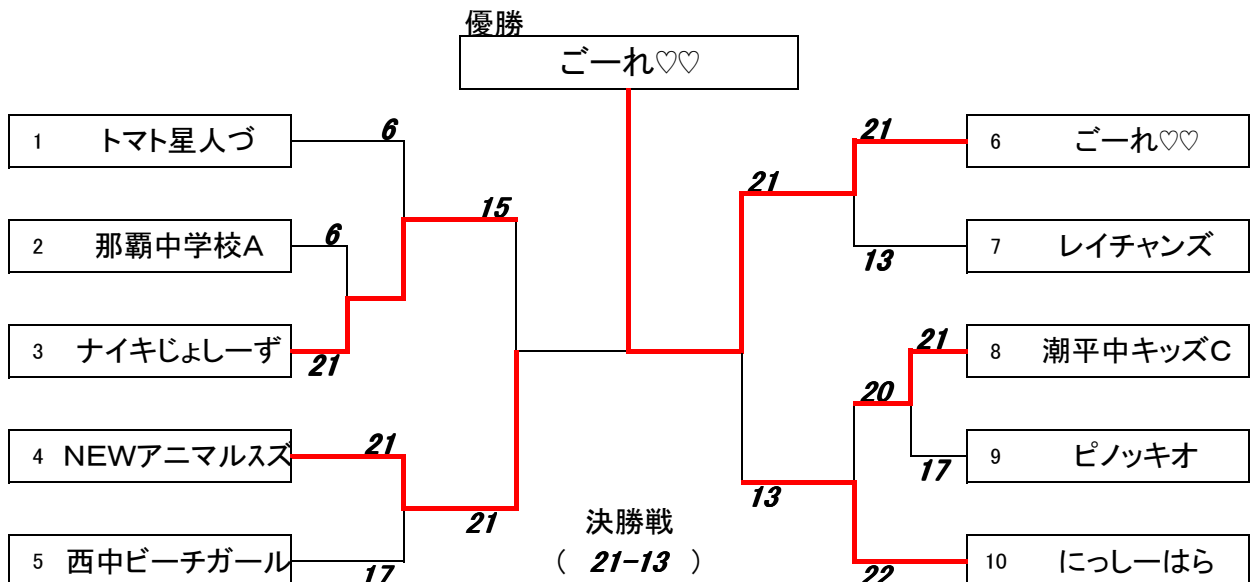 優勝
ごーれ♡♡
1 トマト星人づ
6
2 那覇中学校A
6
15
3 ナイキじょしーず
21
4 NEWアニマルスズ
21
21
5 西中ビーチガール
17
決勝戦
( 21-13 )
21
6 ごーれ♡♡
21
7 レイチャンズ
13
21
8 潮平中キッズC
20
9 ピノッキオ
17
13
10 にっしーはら
22